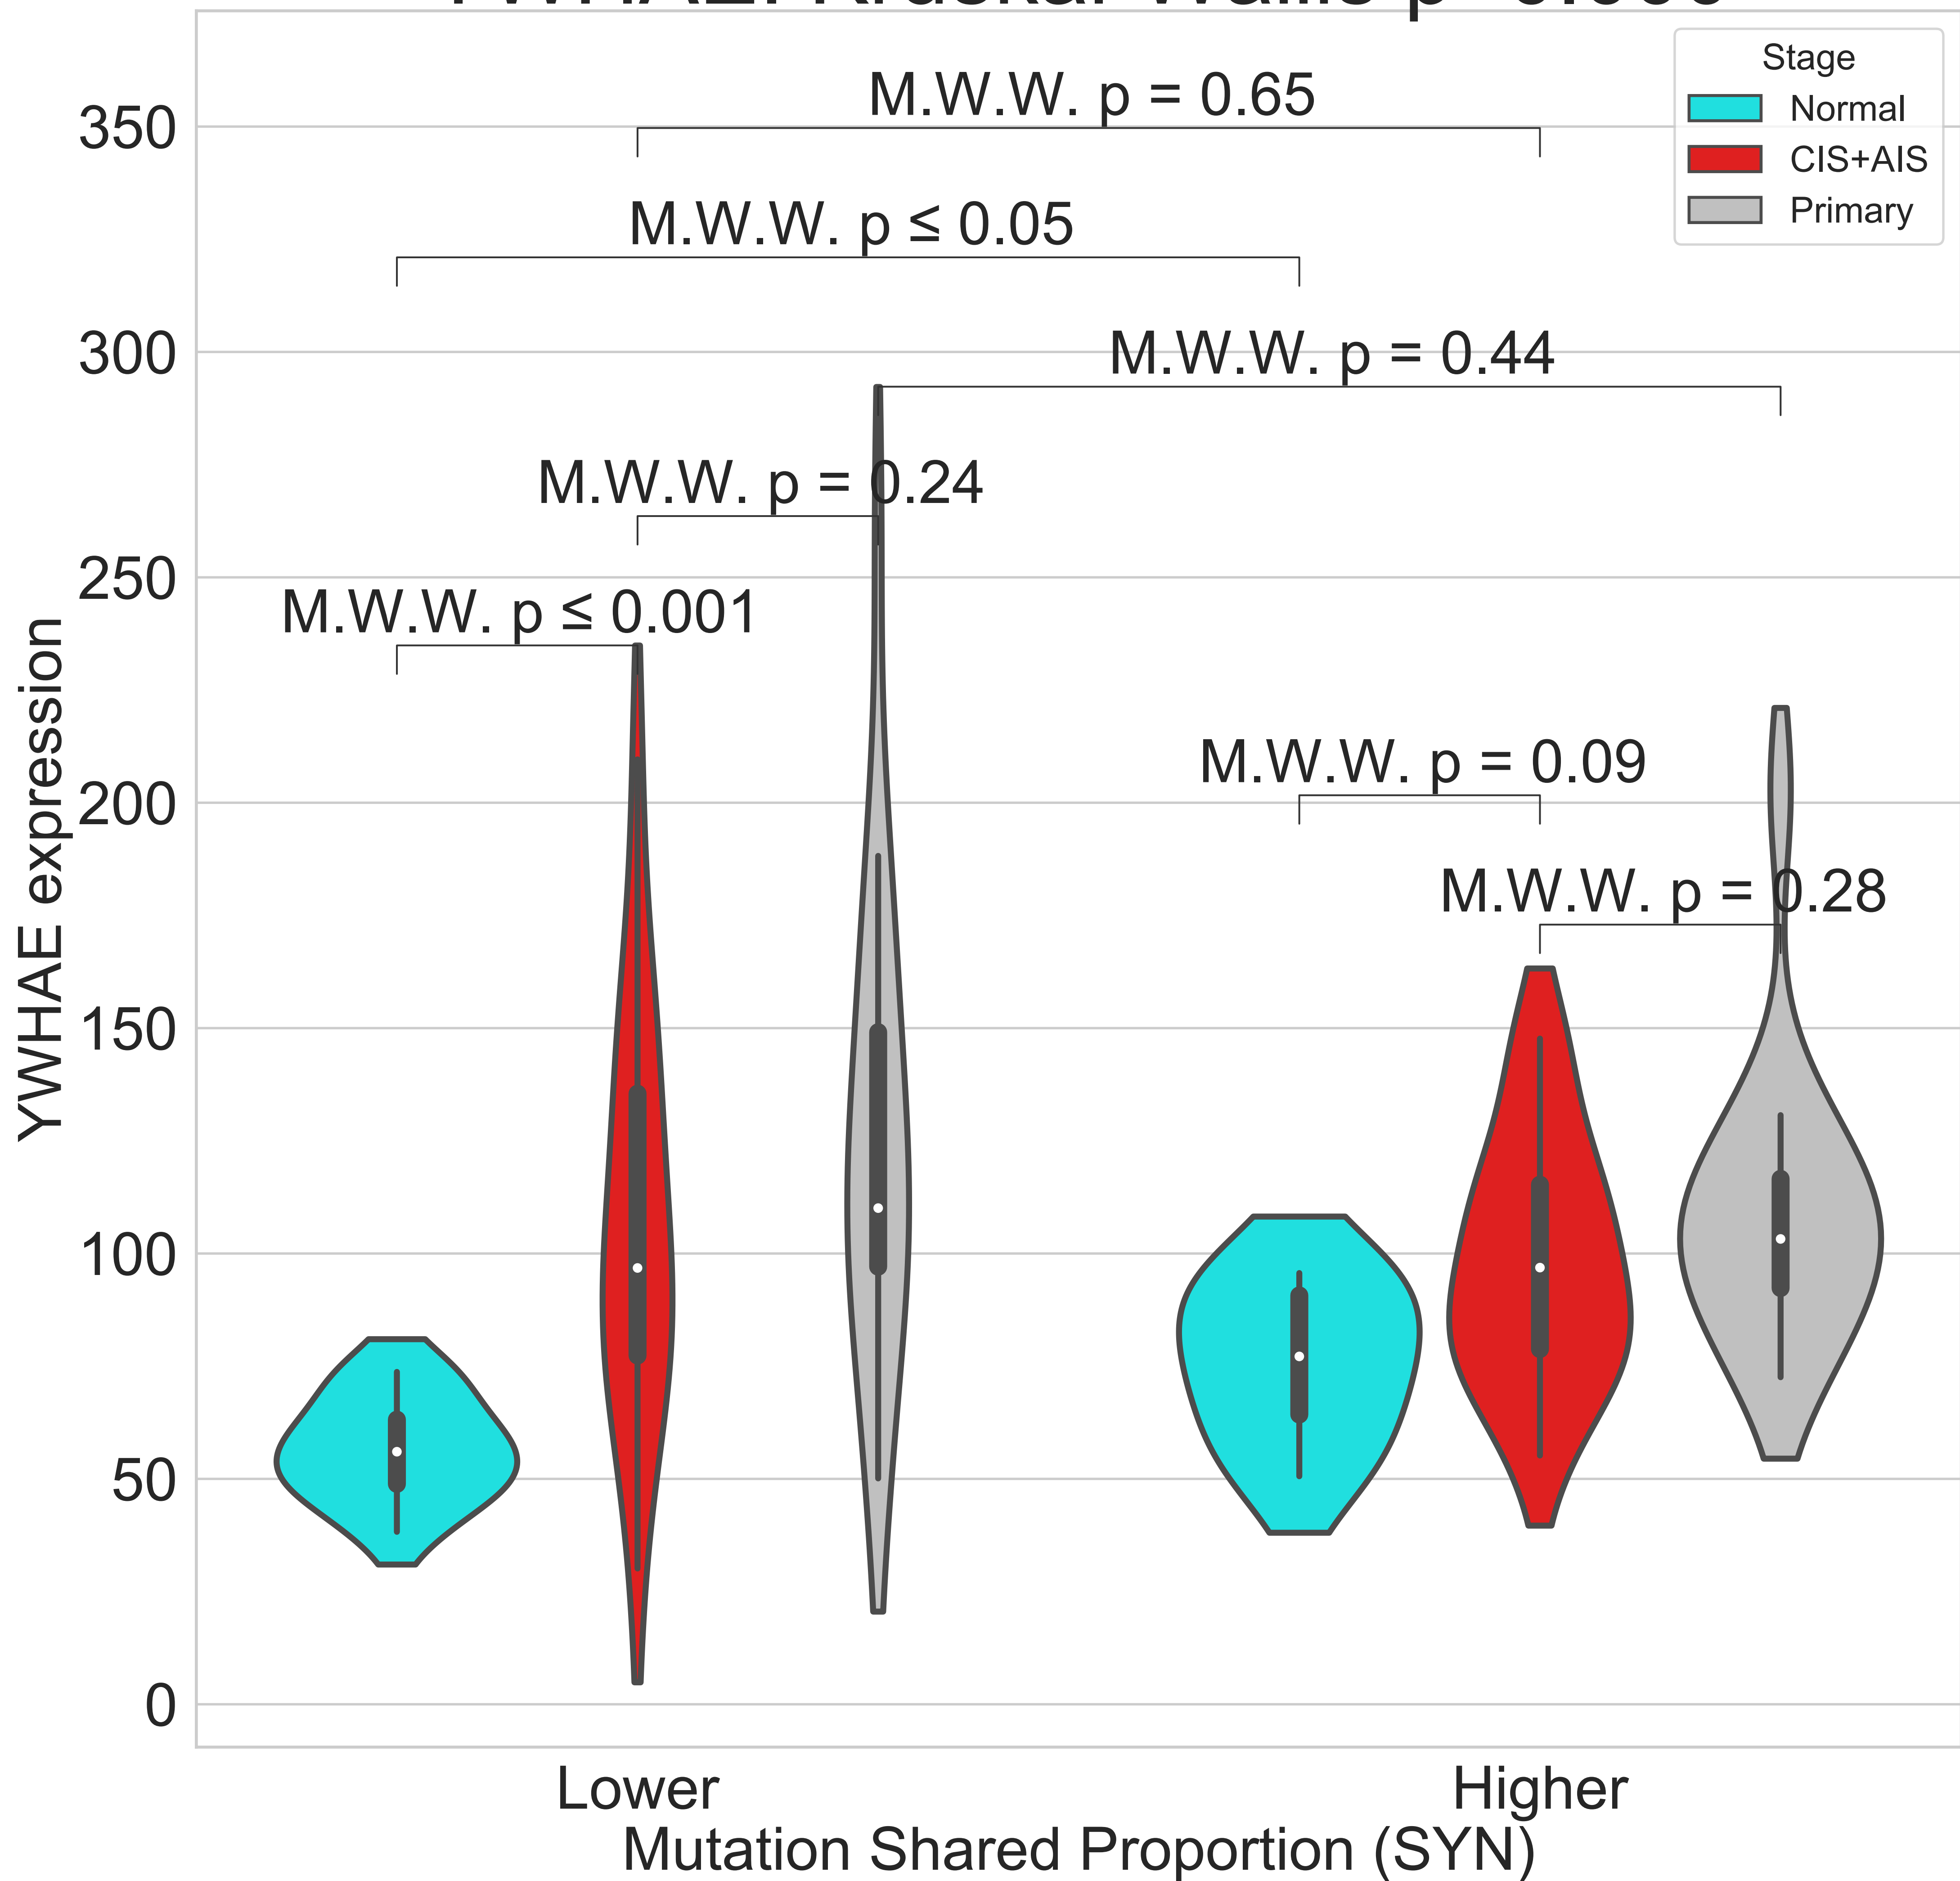 Stage
Normal
CIS+AIS
Primary
M.W.W. p = 0.65
M.W.W. p ≤ 0.05
M.W.W. p = 0.44
M.W.W. p = 0.24
M.W.W. p ≤ 0.001
M.W.W. p = 0.09
M.W.W. p = 0.28
350
300
250
200
150
100
50
0
YWHAE expression
Lower
Higher
Mutation Shared Proportion (SYN)